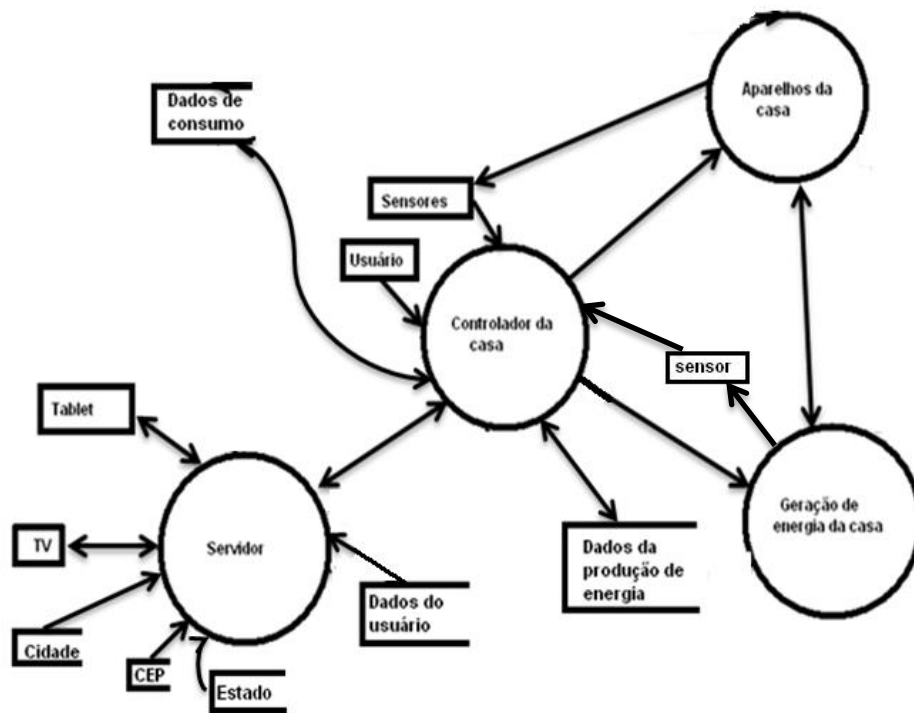 Aparelhos da
casa
Dados de
consumo
Sensores
Usuário
Controlador da
casa
sensor
Tablet
Geração de
energia da casa
TV
Servidor
Dados da
produção de
energia
Dados do
usuário
Cidade
CEP
Estado